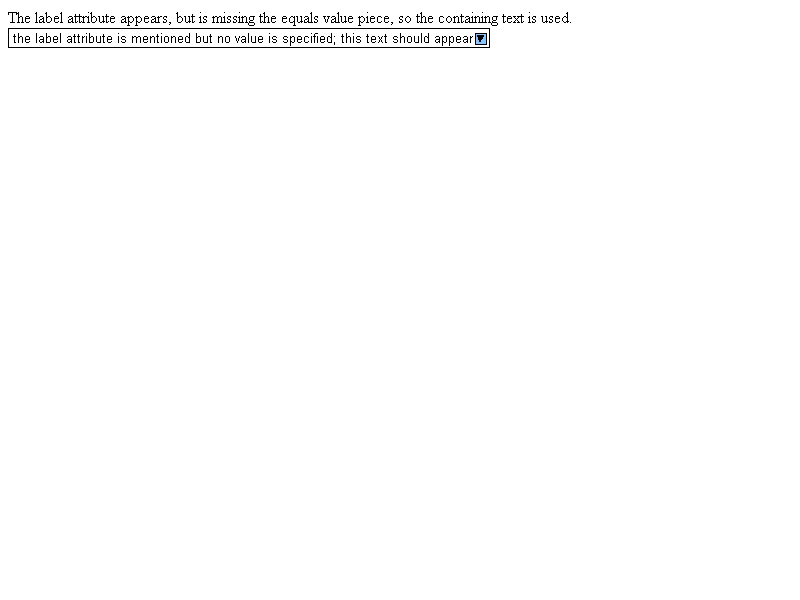 The label attribute appears, but is missing the equals value piece, so the containing text is used.
the label attribute is mentioned but no value is specified; this text should appear